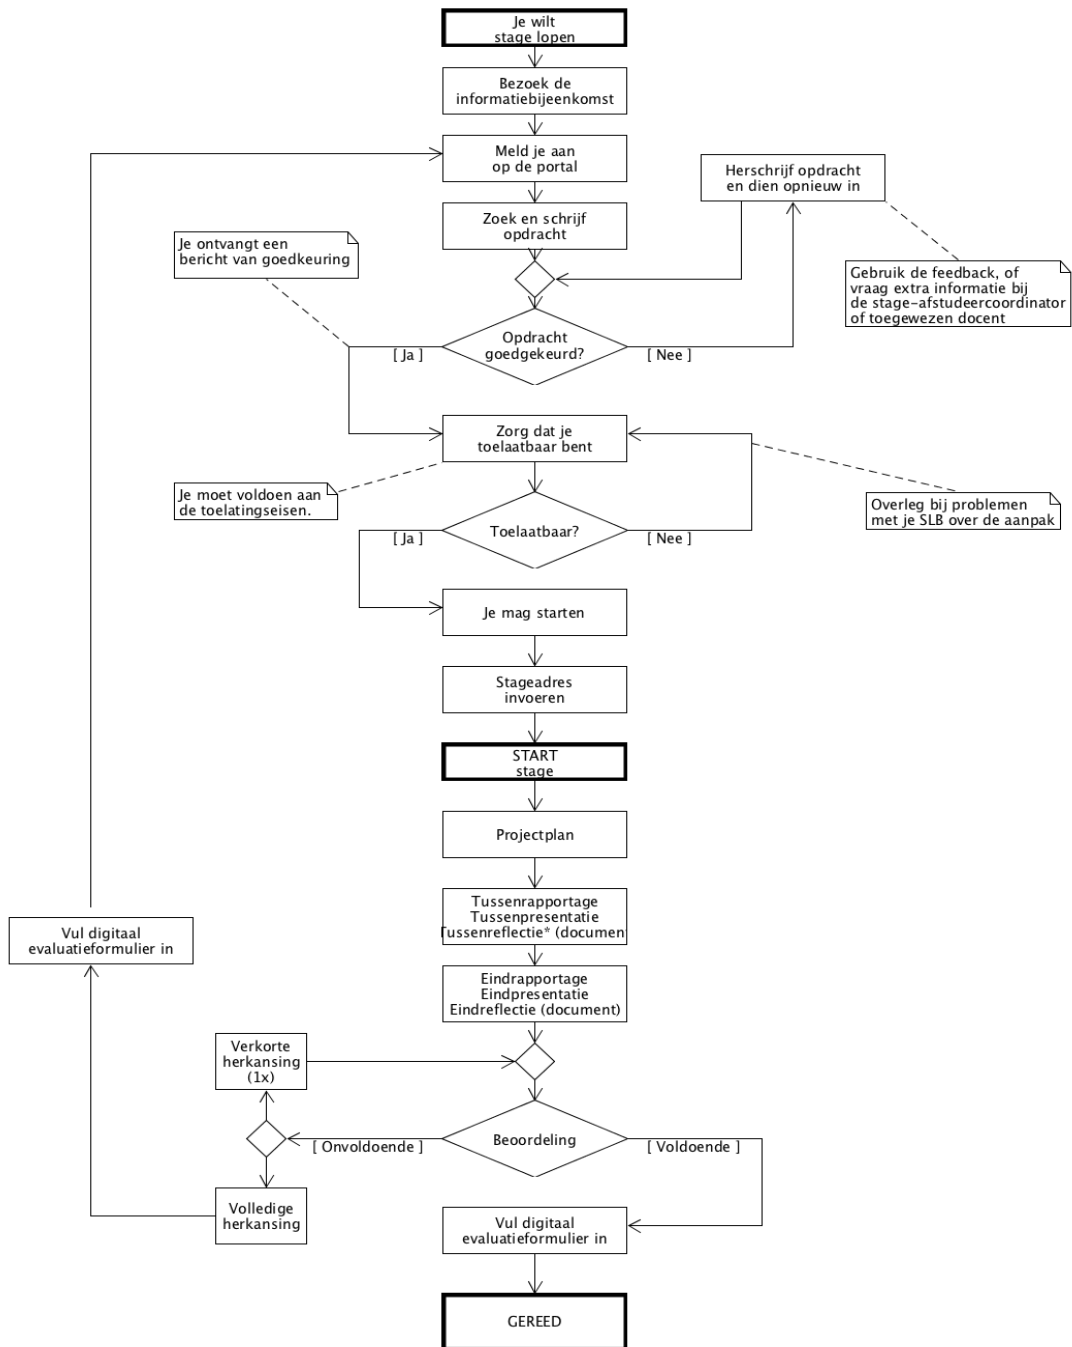 Je wilt
stage lopen
Bezoek de
informatiebijeenkomst
Meld je aan
op de portal
Herschrijf opdracht
en dien opnieuw in
Zoek en schrijf
opdracht
Je ontvangt een
bericht van goedkeuring
Gebruik de feedback, of
vraag extra informatie bij
de stage-afstudeercoordinator
of toegewezen docent
Opdracht
goedgekeurd?
[ Ja ]
[ Nee ]
Zorg dat je
toelaatbaar bent
Je moet voldoen aan
de toelatingseisen.
Overleg bij problemen
met je SLB over de aanpak
Toelaatbaar?
[ Ja ]
[ Nee ]
Je mag starten
Stageadres
invoeren
START
stage
Projectplan
Tussenrapportage
Tussenpresentatie
Tussenreflectie* (document
Vul digitaal
evaluatieformulier in
Eindrapportage
Eindpresentatie
Eindreflectie (document)
Verkorte
herkansing
(1x)
Beoordeling
[ Onvoldoende ]
[ Voldoende ]
Volledige
herkansing
Vul digitaal
evaluatieformulier in
GEREED